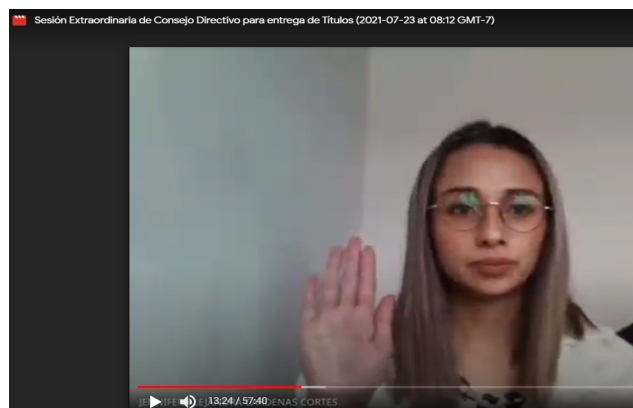 Sesión Extraordinaria de Consejo Directivo para entrega de Títulos (2021-07-23 at 08:12 GMT-7)
13:24 / 57:40
DENAS CORTES